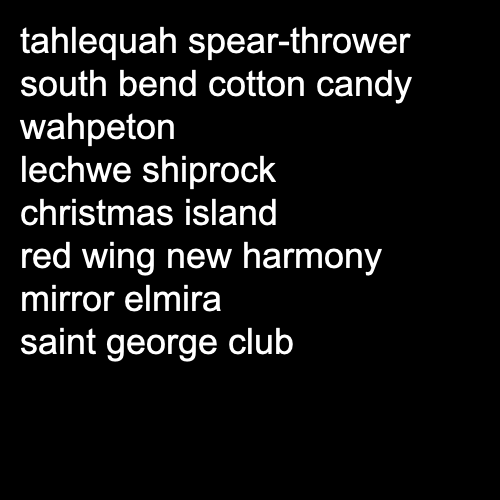 tahlequah spear-thrower
south bend cotton candy
wahpeton
lechwe shiprock
christmas island
red wing new harmony
mirror elmira
saint george club